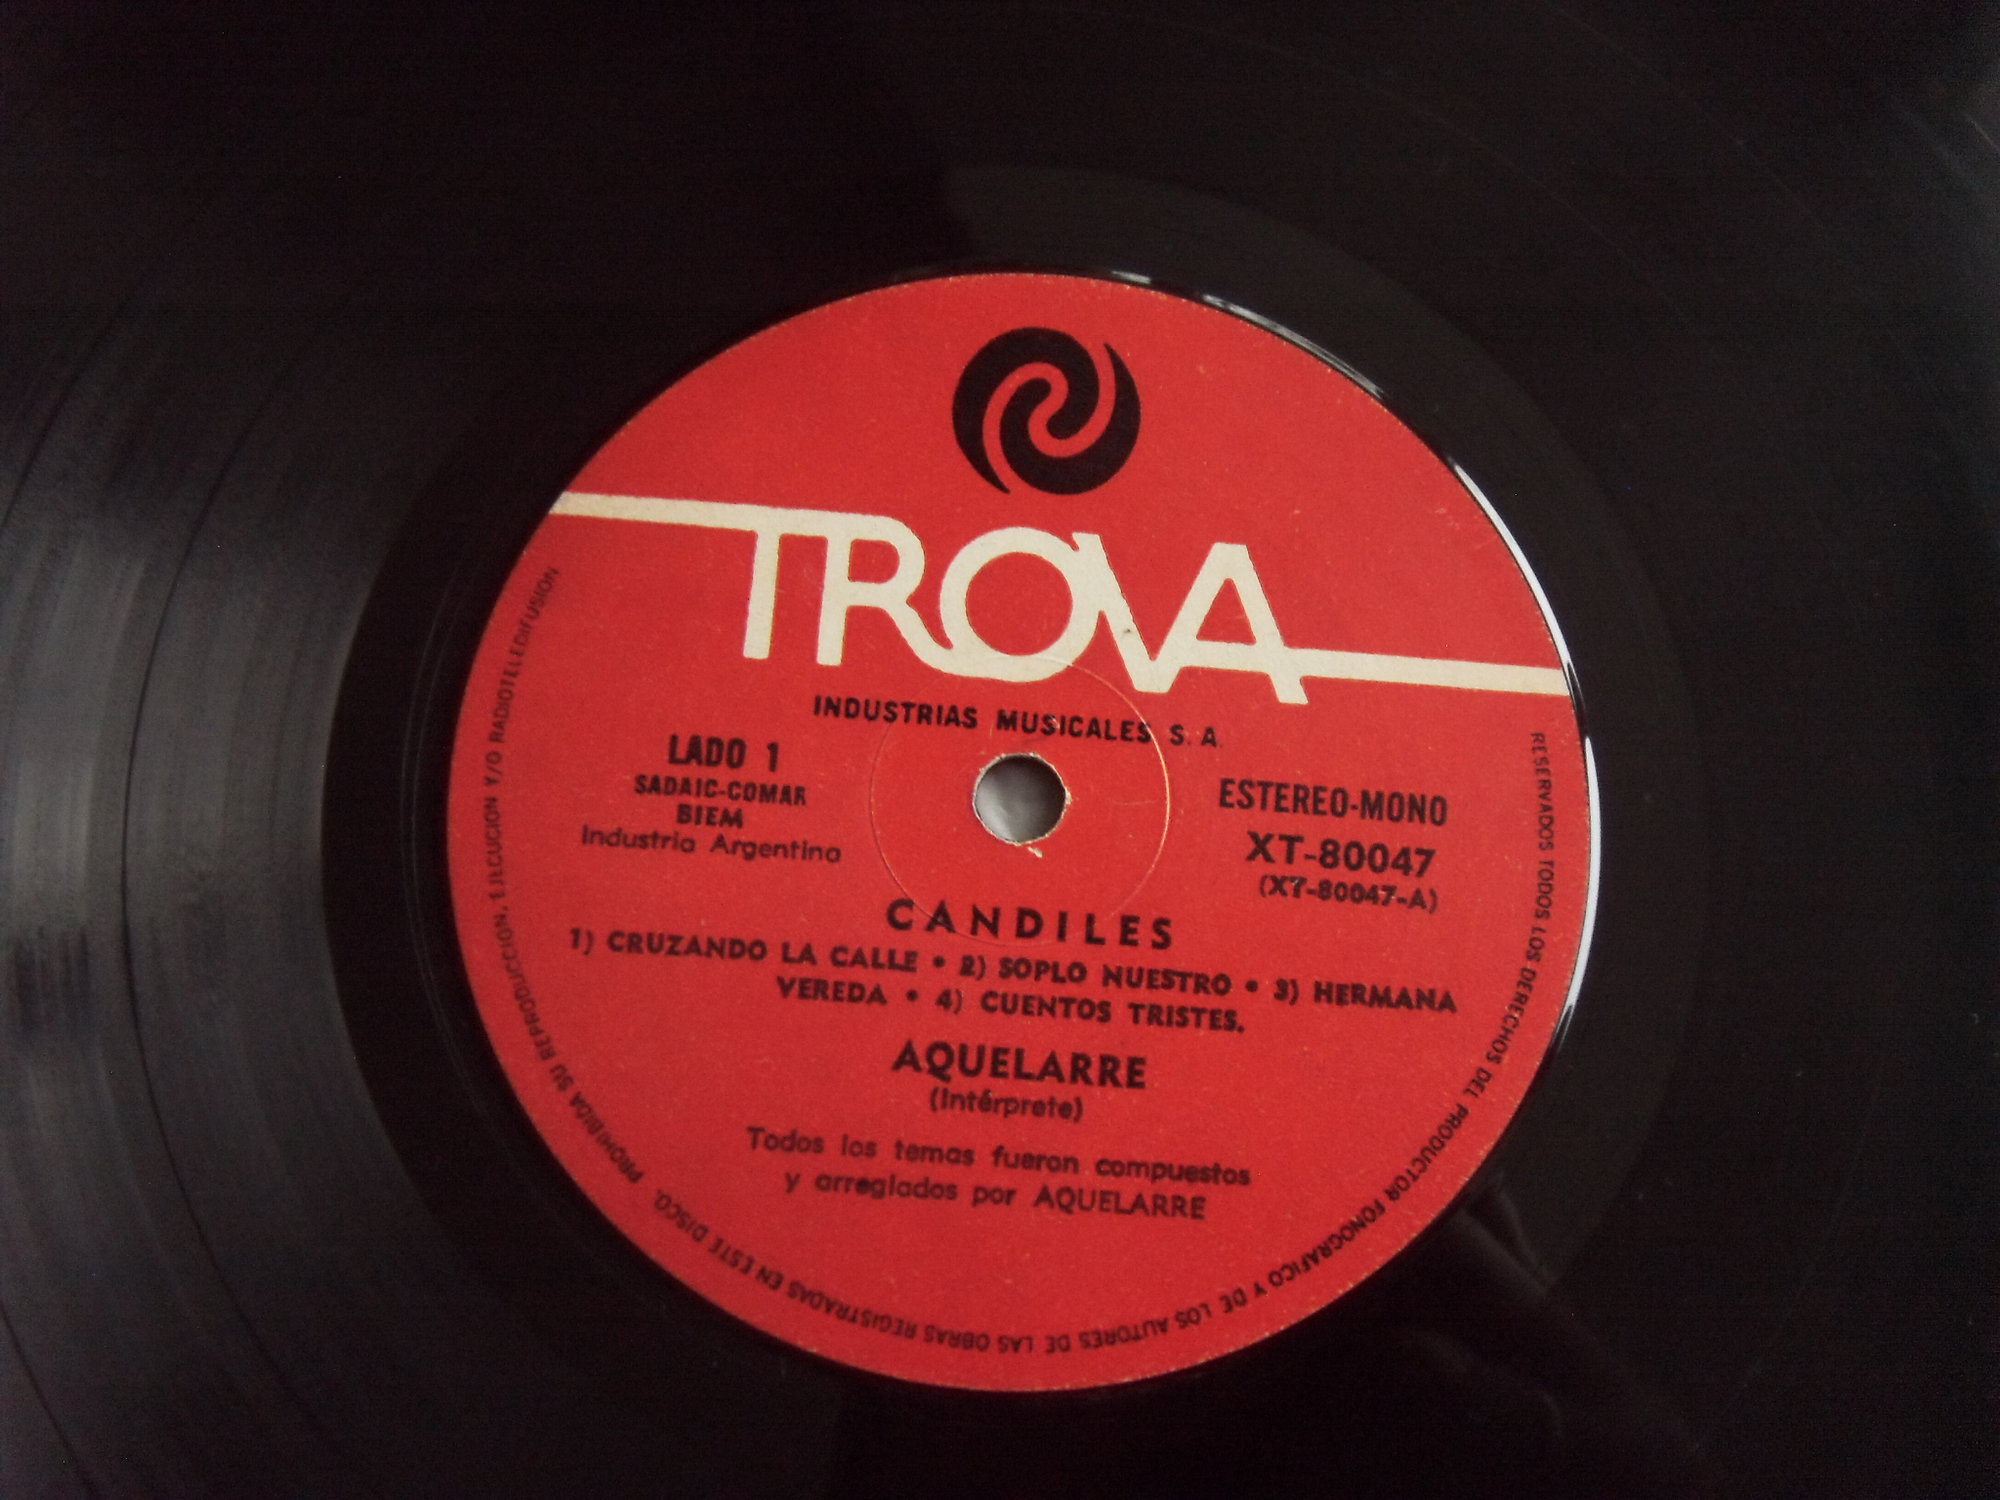 TROVA
INDUSTRIAS MUSICALES S. A.
LADO 1
SADAIC-COMAR
BIEM
Industria Argentina
ESTEREO-MONO
XT-80047
(XT-80047-A)
CANDILES
1) CRUZANDO LA CALLE • 2) SOPLO NUESTRO • 3) HERMANA
VEREDA • 4) CUENTOS TRISTES.
AQUELARRE
(Intérprete)
Todos los temas fueron compuestos
y arreglados por AQUELARRE
RESERVADOS TODOS LOS DERECHOS DEL PRODUCTOR FONOGRAFICO Y DE LOS AUTORES DE LAS OBRAS REGISTRADAS EN ESTE DISCO. PROHIBIDA SU REPRODUCCION, EJECUCION Y/O RADIOTELEDIFUSION